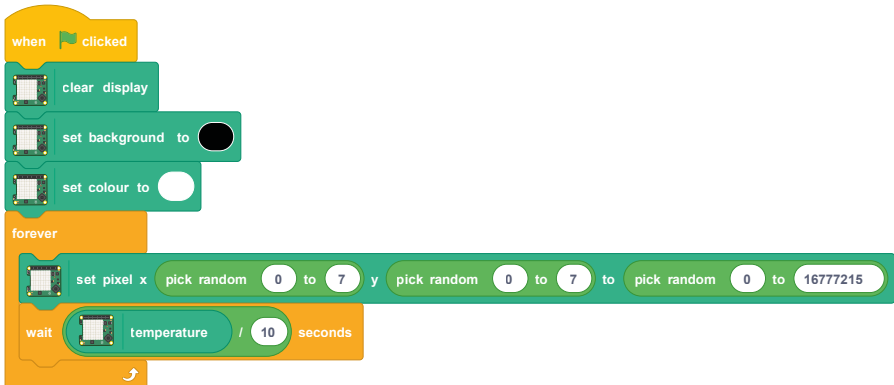 when clicked
clear display
set background to
set colour to
forever
set pixel x pick random 0 to 7 y pick random 0 to 7 to pick random 0 to 16777215
wait temperature / 10 seconds